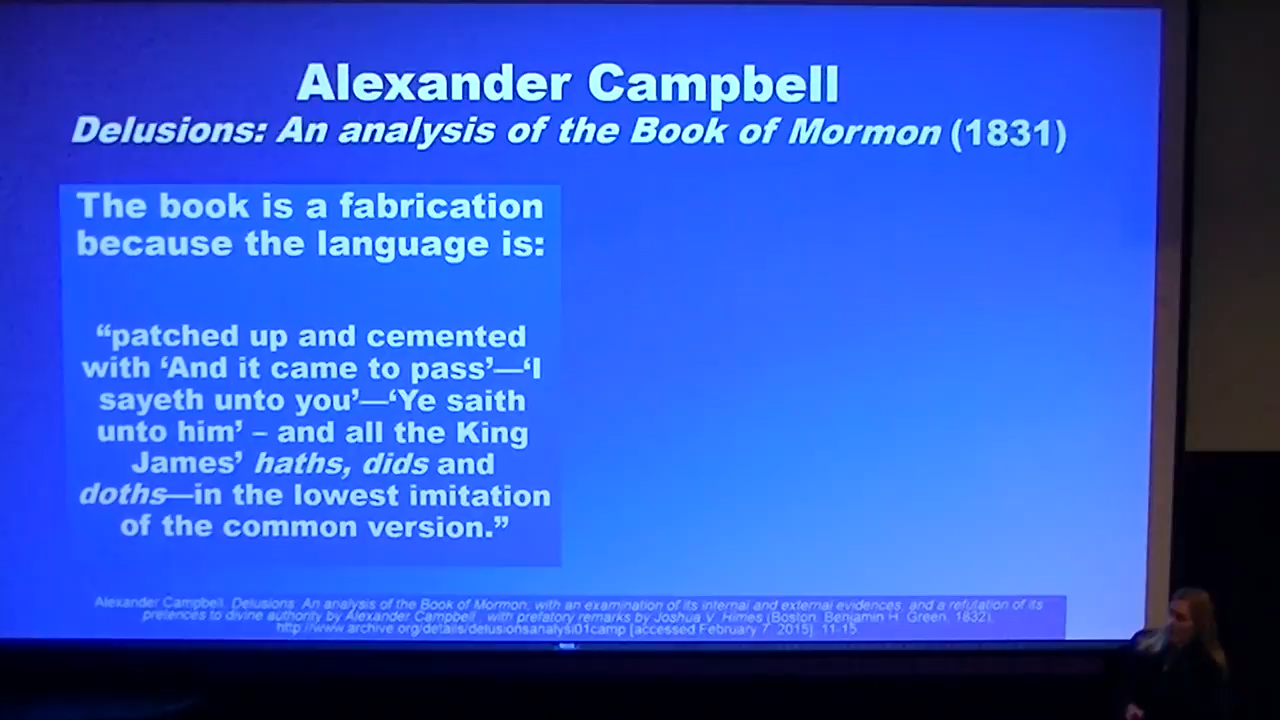 Alexander Campbell
Delusions: An analysis of the Book of Mormon (1831)
The book is a fabrication
because the language is:
“patched up and cemented
with ‘And it came to pass’—‘I
sayeth unto you’—‘Ye saith
unto him’ – and all the King
James’ haths, dids and
doths—in the lowest imitation
of the common version.”
Alexander Campbell. Delusions. An analysis of the Book of Mormon, with an examination of its internal and external evidences, and a refutation of its
pretences to divine authority by Alexander Campbell ; with prefatory remarks by Joshua V. Himes (Boston. Benjamin H. Green, 1832),
http://www.archive.org/details/delusionsanalysi01camp [accessed February 7, 2015]. 11-15